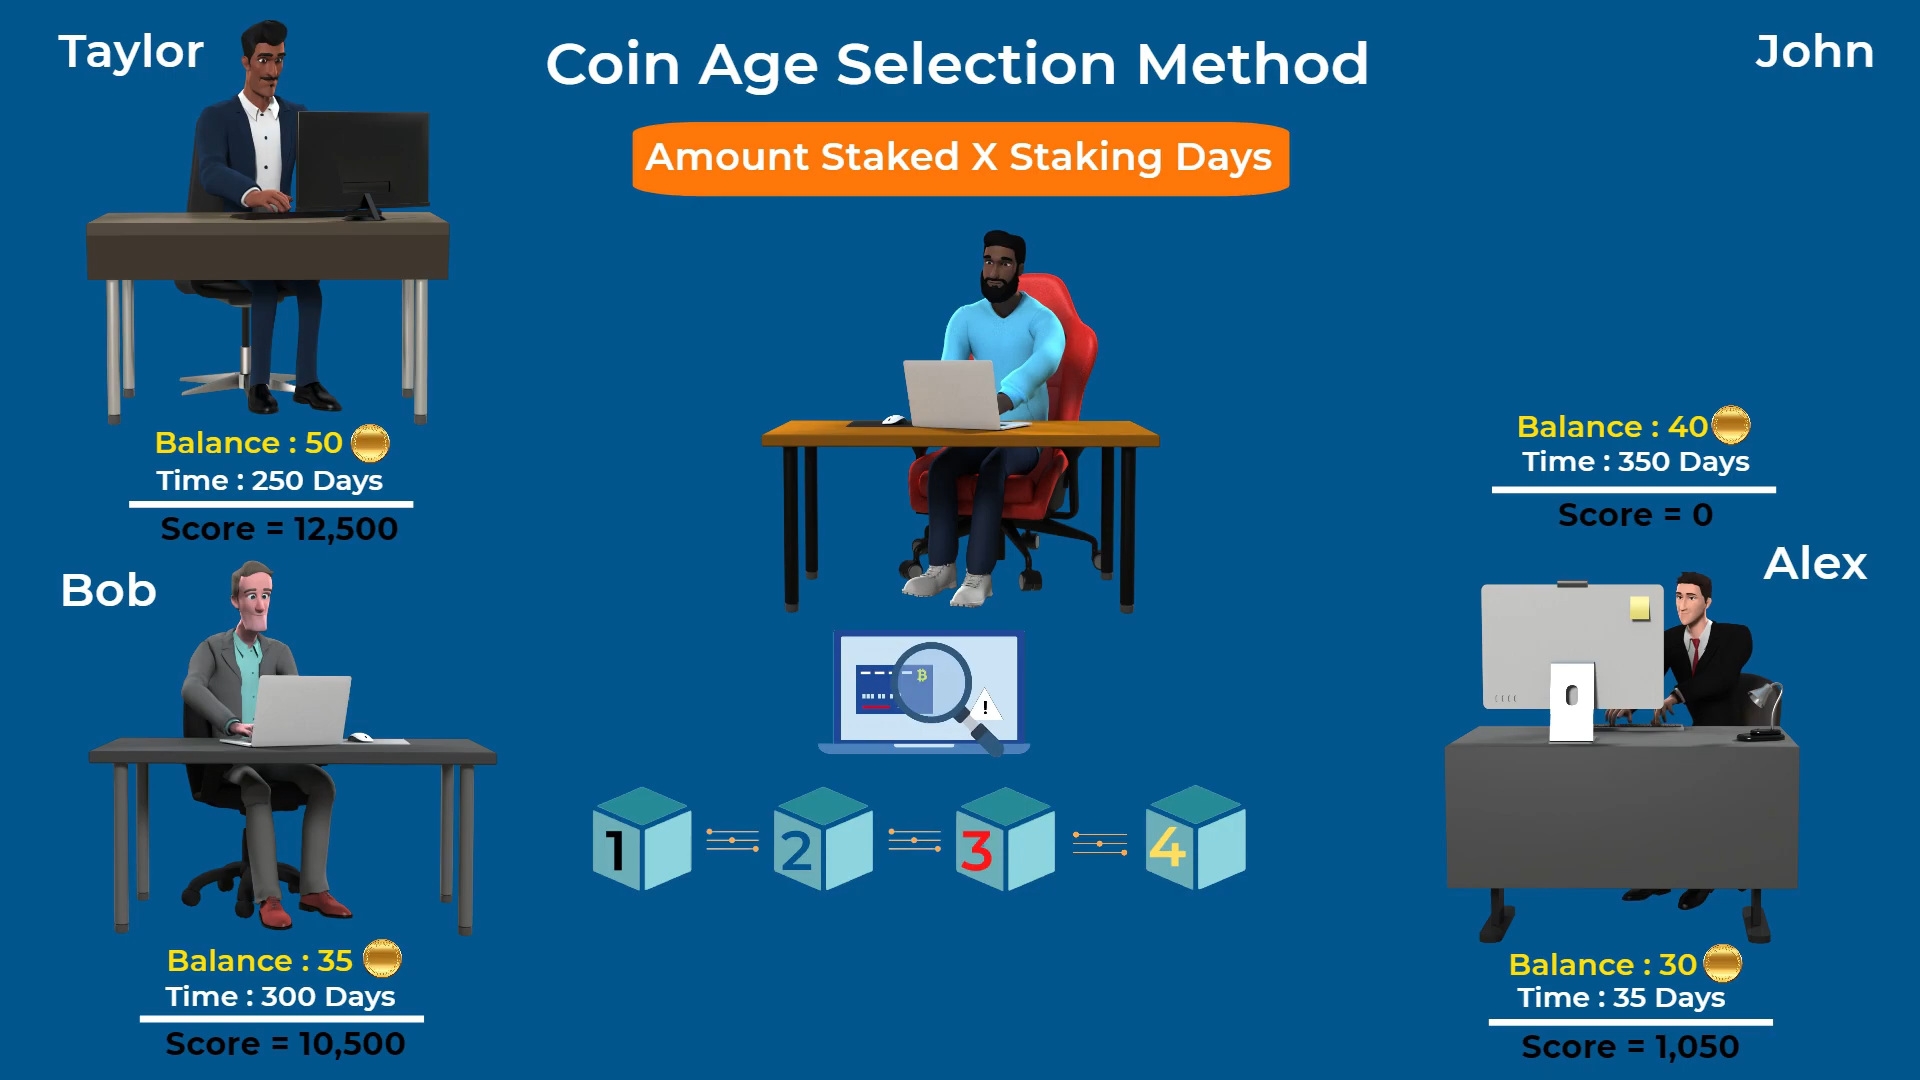 Coin Age Selection Method
Amount Staked X Staking Days
Taylor
Balance : 50
Time : 250 Days
Score = 12,500
John
Balance : 40
Time : 350 Days
Score = 0
Bob
Balance : 35
Time : 300 Days
Score = 10,500
Alex
Balance : 30
Time : 35 Days
Score = 1,050
₿
!
1
2
3
4